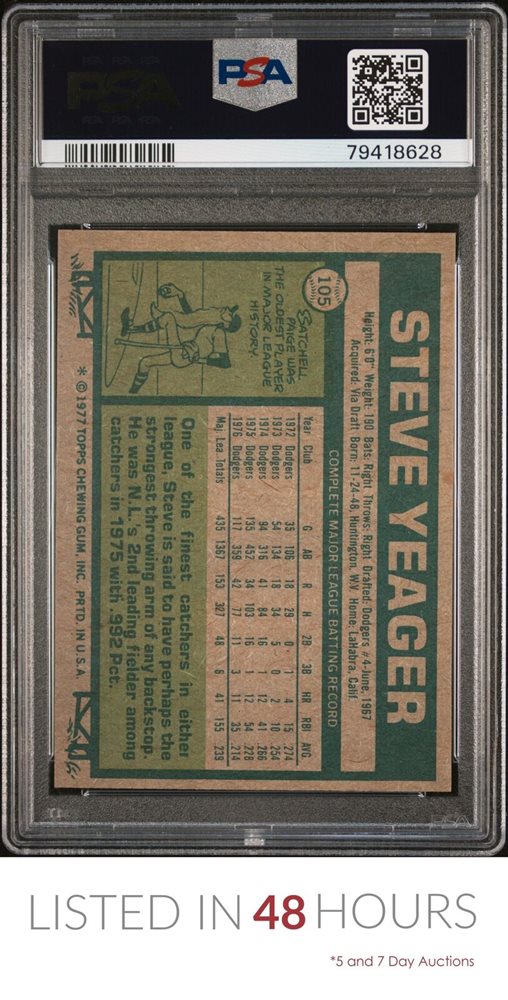 PSA
79418628
105
STEVE YEAGER
Height: 6'0" Weight: 190 Bats: Right Throws: Right Drafted: Dodgers #4-June, 1967
Acquired: Via Draft Born: 11-24-48, Huntington, W.V. Home: LaHabra, Calif.
COMPLETE MAJOR LEAGUE BATTING RECORD
Year Club G AB R H 2B 3B HR RBI AVG.
1972 Dodgers 35 106 18 29 0 1 4 15 .274
1973 Dodgers 54 134 18 34 5 0 2 10 .254
1974 Dodgers 94 316 41 84 16 1 12 41 .266
1975 Dodgers 135 452 34 103 16 1 12 54 .228
1976 Dodgers 117 359 42 77 11 3 11 35 .214
Maj. Lea. Totals 435 1367 153 327 48 6 41 155 .239
SATCHELL
PAIGE WAS
THE OLDEST PLAYER
IN MAJOR LEAGUE
HISTORY.
One of the finest catchers in either
league, Steve is said to have perhaps the
strongest throwing arm of any backstop.
He was N.L.'s 2nd leading fielder among
catchers in 1975 with .992 Pct.
* © 1977 TOPPS CHEWING GUM, INC. PRTD. IN U.S.A.
PSA
LISTED IN 48 HOURS
*5 and 7 Day Auctions